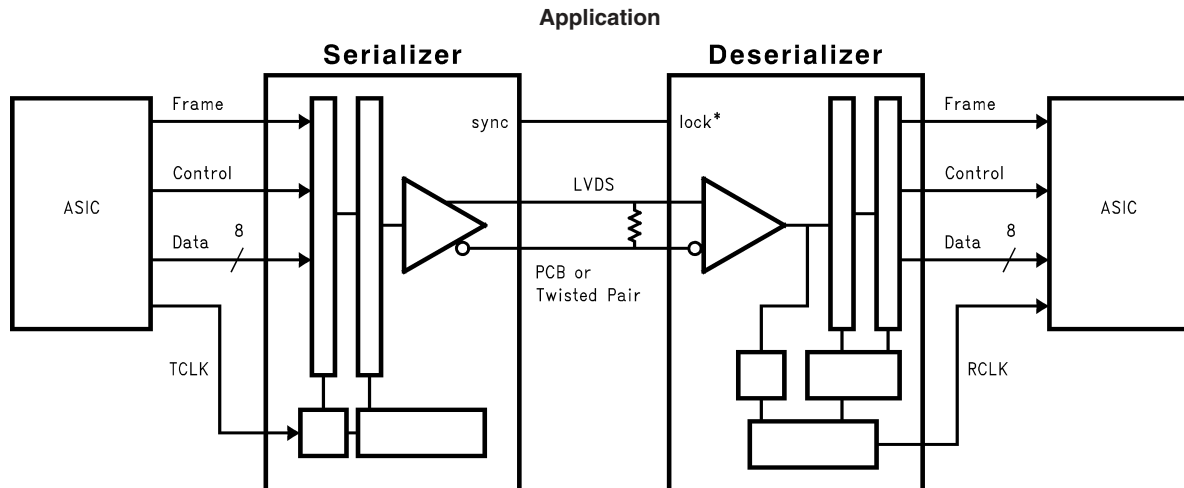 Application
Serializer
Deserializer
Frame
Control
Data
8
TCLK
ASIC
sync
lock*
LVDS
PCB or
Twisted Pair
Frame
Control
Data
8
RCLK
ASIC